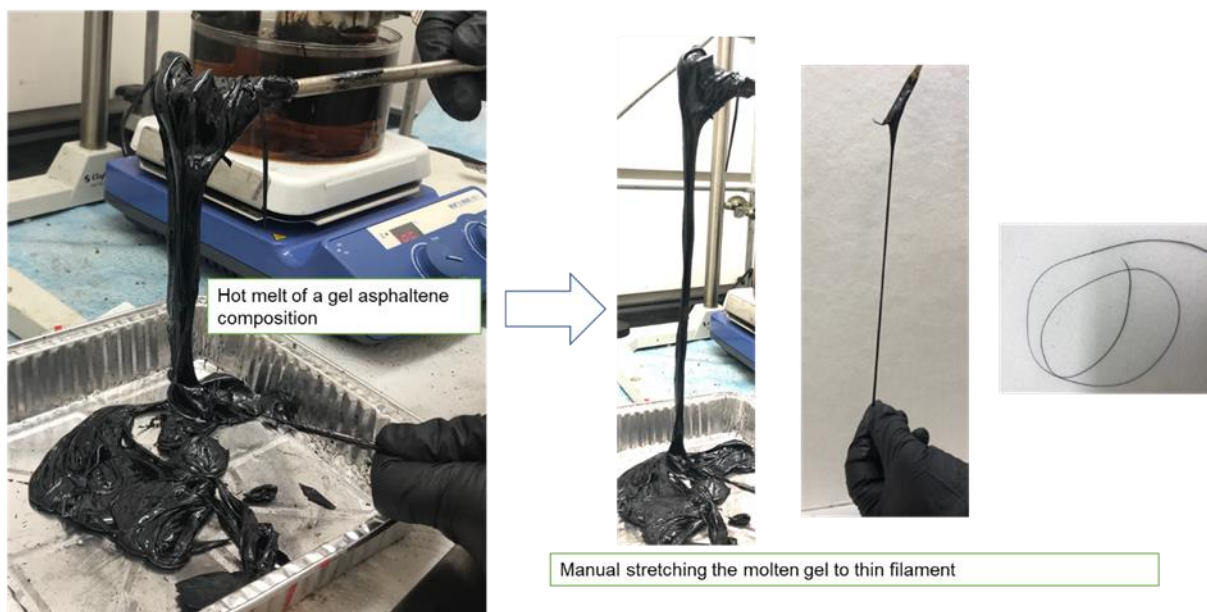 Hot melt of a gel asphaltene
composition
Manual stretching the molten gel to thin filament